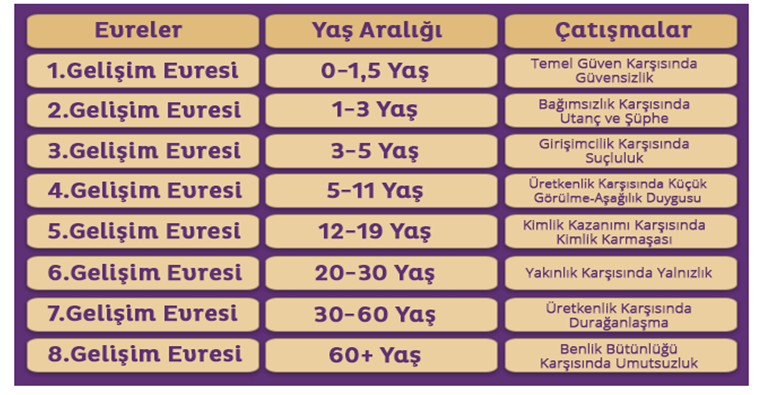 Evreler
Yaş Aralığı
Çatışmalar
1.Gelişim Evresi
0-1,5 Yaş
Temel Güven Karşısında
Güvensizlik
2.Gelişim Evresi
1-3 Yaş
Bağımsızlık Karşısında
Utanç ve Şüphe
3.Gelişim Evresi
3-5 Yaş
Girişimcilik Karşısında
Suçluluk
4.Gelişim Evresi
5-11 Yaş
Üretkenlik Karşısında Küçük
Görülme-Aşağılık Duygusu
5.Gelişim Evresi
12-19 Yaş
Kimlik Kazanımı Karşısında
Kimlik Karmaşası
6.Gelişim Evresi
20-30 Yaş
Yakınlık Karşısında Yalnızlık
7.Gelişim Evresi
30-60 Yaş
Üretkenlik Karşısında
Durağanlaşma
8.Gelişim Evresi
60+ Yaş
Benlik Bütünlüğü
Karşısında Umutsuzluk